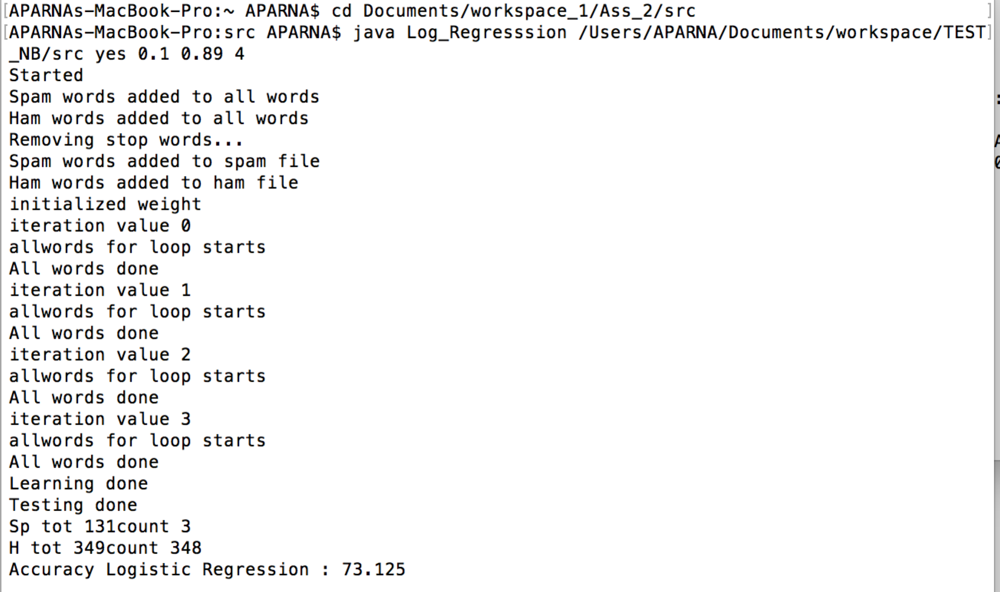 [APARNAs-MacBook-Pro:~ APARNA$ cd Documents/workspace_1/Ass_2/src ]
[APARNAs-MacBook-Pro:src APARNA$ java Log_Regresssion /Users/APARNA/Documents/workspace/TEST]
_NB/src yes 0.1 0.89 4
Started
Spam words added to all words
Ham words added to all words
Removing stop words...
Spam words added to spam file
Ham words added to ham file
initialized weight
iteration value 0
allwords for loop starts
All words done
iteration value 1
allwords for loop starts
All words done
iteration value 2
allwords for loop starts
All words done
iteration value 3
allwords for loop starts
All words done
Learning done
Testing done
Sp tot 131count 3
H tot 349count 348
Accuracy Logistic Regression : 73.125